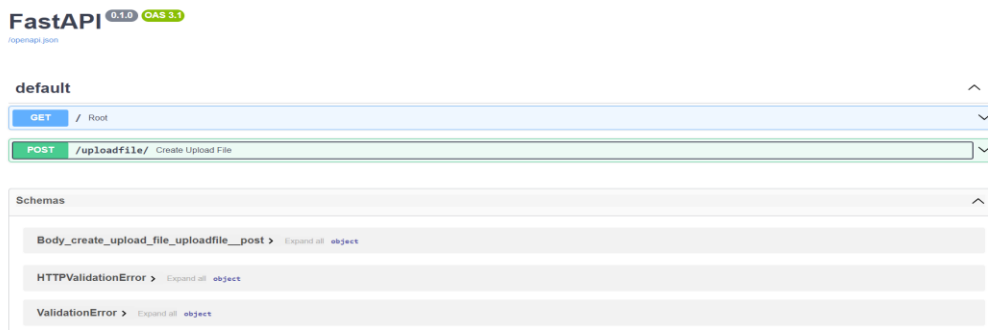 FastAPI 0.1.0 OAS 3.1
/openapi.json
default
GET / Root
POST /uploadfile/ Create Upload File
Schemas
Body_create_upload_file_uploadfile__post > Expand all object
HTTPValidationError > Expand all object
ValidationError > Expand all object